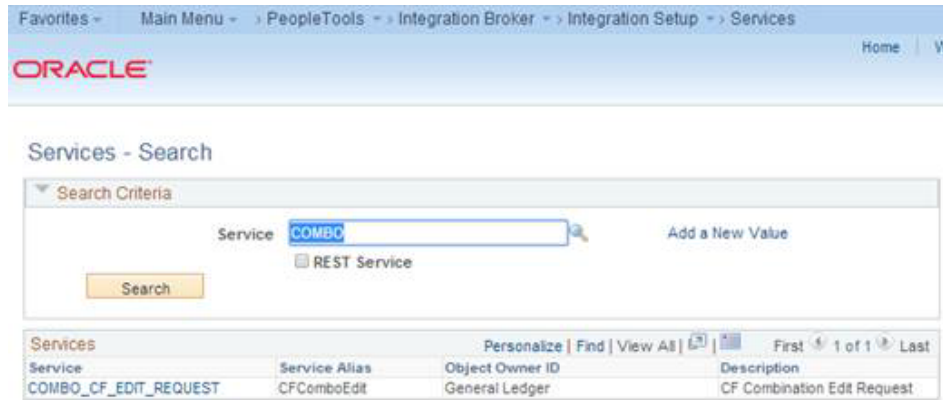 Favorites Main Menu > PeopleTools > Integration Broker > Integration Setup > Services
Home
ORACLE
Services - Search
Search Criteria
Service COMBO Add a New Value
REST Service
Search
Services Personalize | Find | View All | | First 1 of 1 Last
Service Service Alias Object Owner ID Description
COMBO_CF_EDIT_REQUEST CFComboEdit General Ledger CF Combination Edit Request